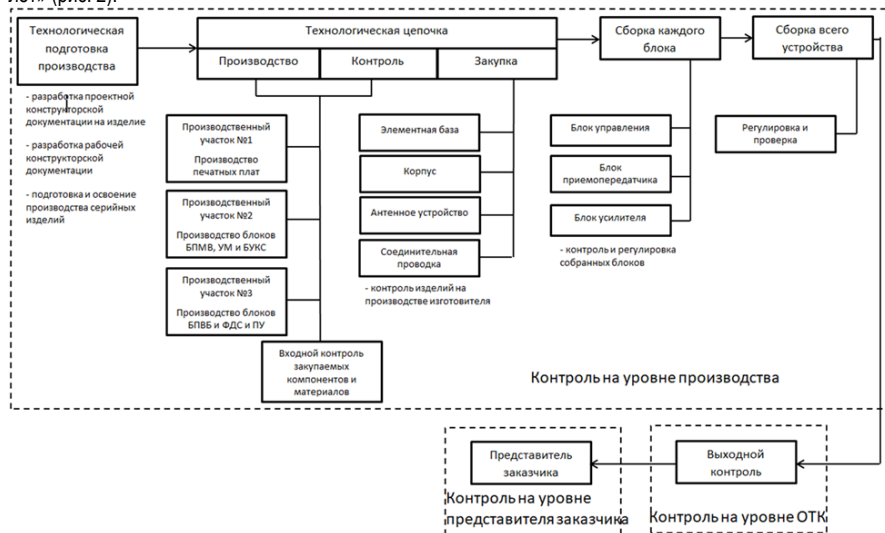 лет» (рис. 2).
Технологическая
подготовка
производства
- разработка проектной
конструкторской
документации на изделие
- разработка рабочей
конструкторской
документации
- подготовка и освоение
производства серийных
изделий
Технологическая цепочка
Производство
Контроль
Закупка
Производственный
участок №1
Производство
печатных плат
Производственный
участок №2
Производство блоков
БПМВ, УМ и БУКС
Производственный
участок №3
Производство блоков
БПВБ и ФДС и ПУ
Входной контроль
закупаемых
компонентов и
материалов
Элементная база
Корпус
Антенное устройство
Соединительная
проводка
- контроль изделий на
производстве изготовителя
Сборка каждого
блока
Блок управления
Блок
приемопередатчика
Блок усилителя
- контроль и регулировка
собранных блоков
Сборка всего
устройства
Регулировка и
проверка
Контроль на уровне производства
Представитель
заказчика
Контроль на уровне
представителя заказчика
Выходной
контроль
Контроль на уровне ОТК